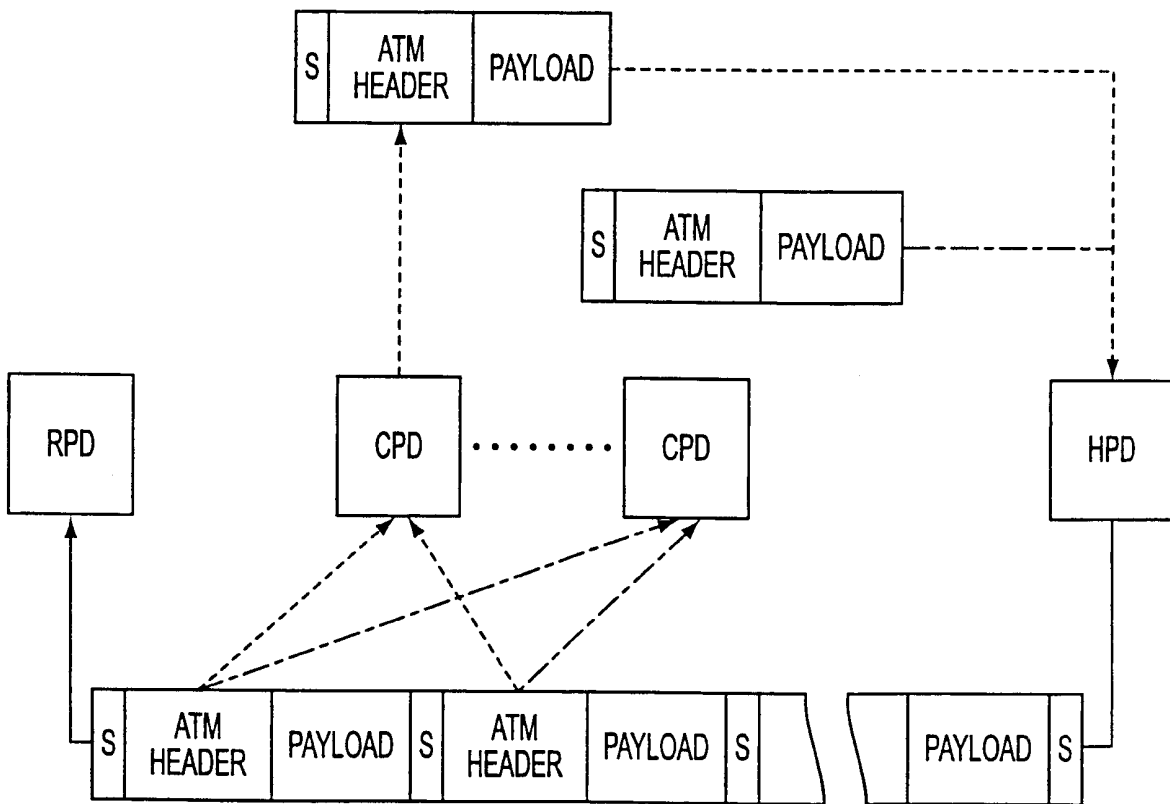 S
ATM
HEADER
PAYLOAD
S
ATM
HEADER
PAYLOAD
RPD
CPD
CPD
HPD
S
ATM
HEADER
PAYLOAD
S
ATM
HEADER
PAYLOAD
S
PAYLOAD
S